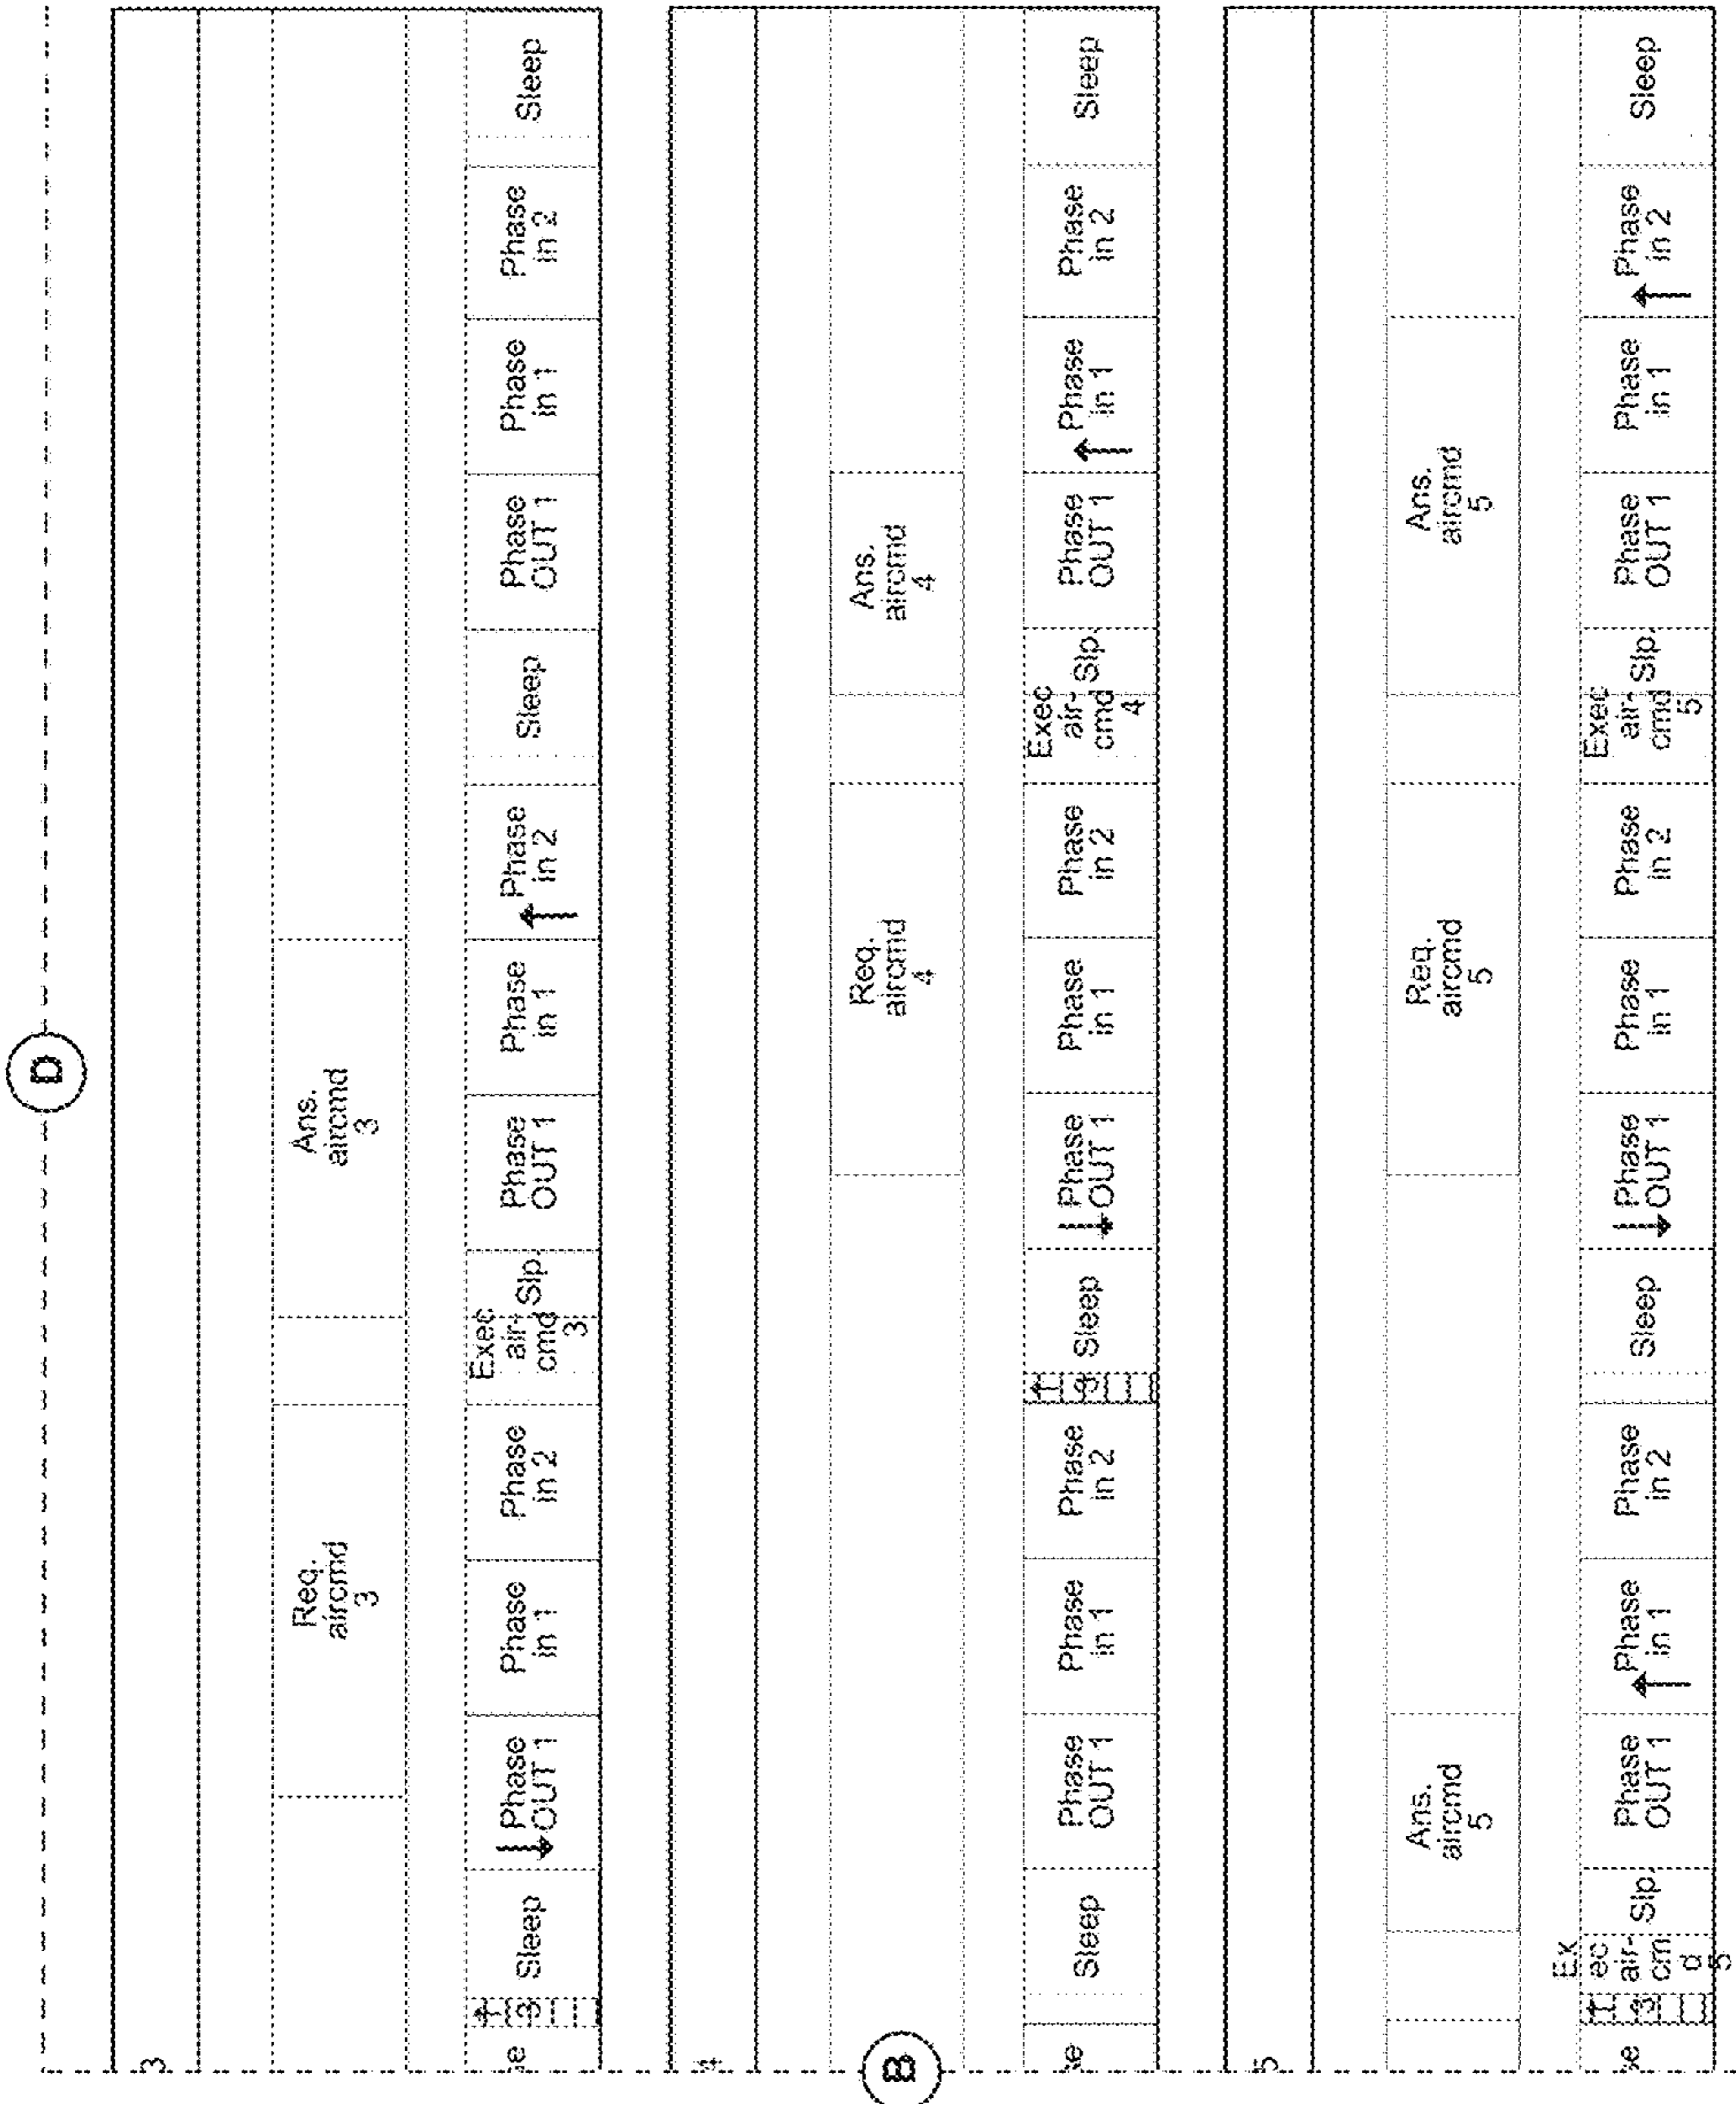 D
B
3
Req.
aircmd
3
Ans.
aircmd
3
se
3
Sleep
Phase
OUT 1
Phase
in 1
Phase
in 2
Exec
air-
cmd
3
Slp.
Phase
OUT 1
Phase
in 1
Phase
in 2
Sleep
Phase
OUT 1
Phase
in 1
Phase
in 2
Sleep
4
Req.
aircmd
4
Ans.
aircmd
4
se
Sleep
Phase
OUT 1
Phase
in 1
Phase
in 2
3
Sleep
Phase
OUT 1
Phase
in 1
Phase
in 2
Exec
air-
cmd
4
Slp.
Phase
OUT 1
Phase
in 1
Phase
in 2
Sleep
5
Ans.
aircmd
5
Req.
aircmd
5
Ans.
aircmd
5
se
3
Ex
ec
air-
cm
d
5
Slp.
Phase
OUT 1
Phase
in 1
Phase
in 2
Sleep
Phase
OUT 1
Phase
in 1
Phase
in 2
Exec
air-
cmd
5
Slp.
Phase
OUT 1
Phase
in 1
Phase
in 2
Sleep